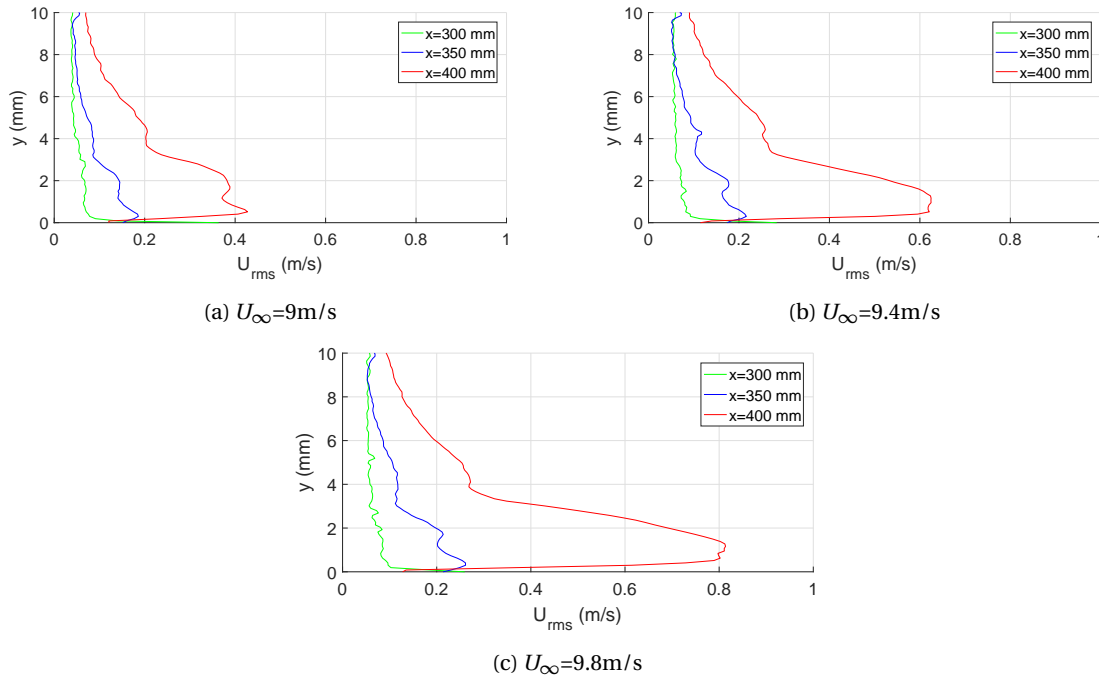 10
8
6
4
2
0
y (mm)
0 0.2 0.4 0.6 0.8 1
U_rms (m/s)
x=300 mm
x=350 mm
x=400 mm
(a) U∞=9m/s
10
8
6
4
2
0
y (mm)
0 0.2 0.4 0.6 0.8 1
U_rms (m/s)
x=300 mm
x=350 mm
x=400 mm
(b) U∞=9.4m/s
10
8
6
4
2
0
y (mm)
0 0.2 0.4 0.6 0.8 1
U_rms (m/s)
x=300 mm
x=350 mm
x=400 mm
(c) U∞=9.8m/s